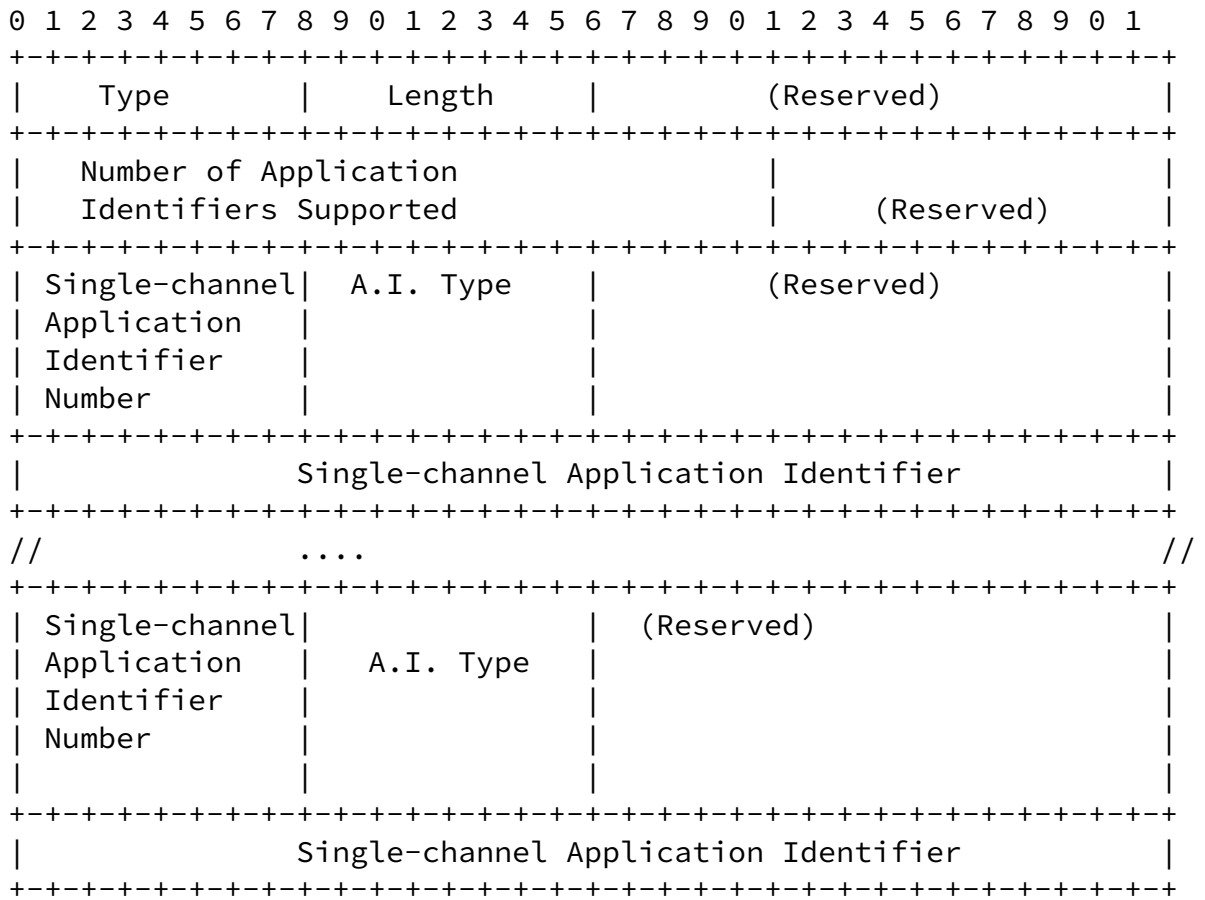 0 1 2 3 4 5 6 7 8 9 0 1 2 3 4 5 6 7 8 9 0 1 2 3 4 5 6 7 8 9 0 1
+-+-+-+-+-+-+-+-+-+-+-+-+-+-+-+-+-+-+-+-+-+-+-+-+-+-+-+-+-+-+-+-+
|    Type       |    Length     |         (Reserved)            |
+-+-+-+-+-+-+-+-+-+-+-+-+-+-+-+-+-+-+-+-+-+-+-+-+-+-+-+-+-+-+-+-+
|   Number of Application                 |                     |
|   Identifiers Supported                 |     (Reserved)      |
+-+-+-+-+-+-+-+-+-+-+-+-+-+-+-+-+-+-+-+-+-+-+-+-+-+-+-+-+-+-+-+-+
| Single-channel|  A.I. Type    |         (Reserved)            |
| Application   |               |                               |
| Identifier    |               |                               |
| Number        |               |                               |
+-+-+-+-+-+-+-+-+-+-+-+-+-+-+-+-+-+-+-+-+-+-+-+-+-+-+-+-+-+-+-+-+
|               Single-channel Application Identifier           |
+-+-+-+-+-+-+-+-+-+-+-+-+-+-+-+-+-+-+-+-+-+-+-+-+-+-+-+-+-+-+-+-+
//              ....                                            //
+-+-+-+-+-+-+-+-+-+-+-+-+-+-+-+-+-+-+-+-+-+-+-+-+-+-+-+-+-+-+-+-+
| Single-channel|               |  (Reserved)                   |
| Application   |   A.I. Type   |                               |
| Identifier    |               |                               |
| Number        |               |                               |
|               |               |                               |
+-+-+-+-+-+-+-+-+-+-+-+-+-+-+-+-+-+-+-+-+-+-+-+-+-+-+-+-+-+-+-+-+
|               Single-channel Application Identifier           |
+-+-+-+-+-+-+-+-+-+-+-+-+-+-+-+-+-+-+-+-+-+-+-+-+-+-+-+-+-+-+-+-+